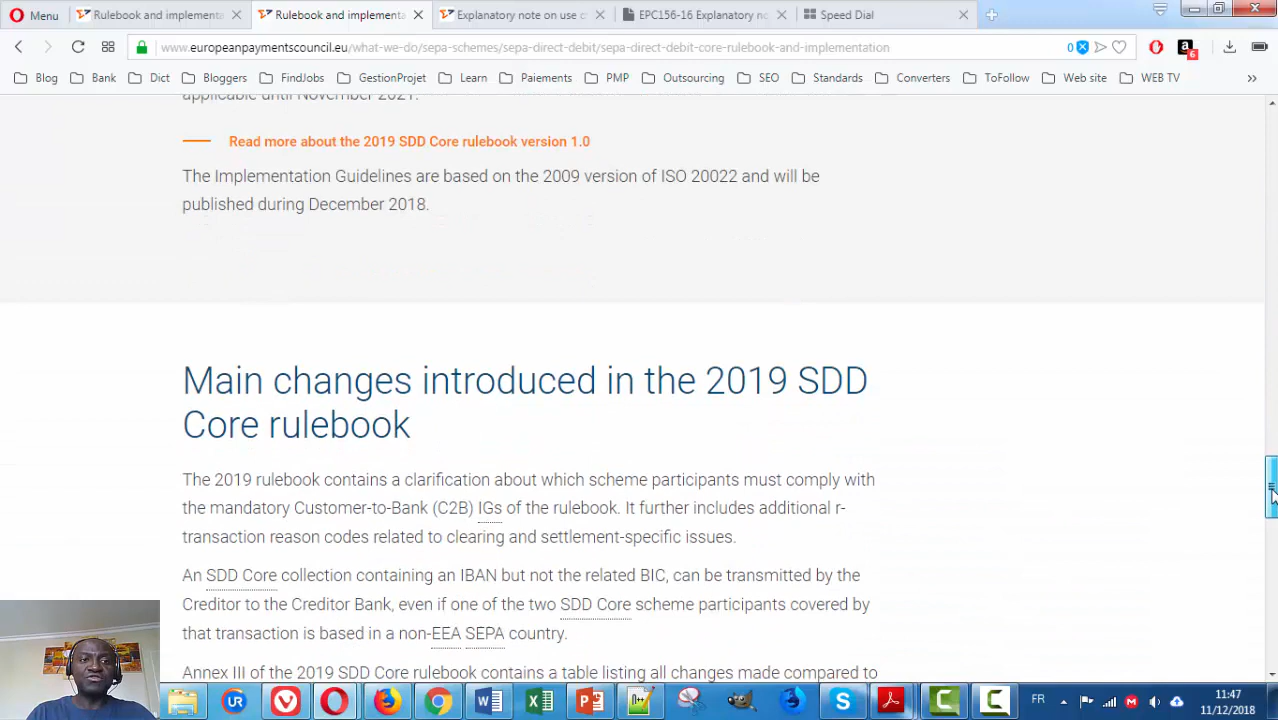 Menu
Rulebook and implementa
Rulebook and implementa
Explanatory note on use c
EPC156-16 Explanatory no
Speed Dial
www.europeanpaymentscouncil.eu/what-we-do/sepa-schemes/sepa-direct-debit/sepa-direct-debit-core-rulebook-and-implementation
0
6
Blog
Bank
Dict
Bloggers
FindJobs
GestionProjet
Learn
Paiements
PMP
Outsourcing
SEO
Standards
Converters
ToFollow
Web site
WEB TV
applicable until November 2021.
Read more about the 2019 SDD Core rulebook version 1.0
The Implementation Guidelines are based on the 2009 version of ISO 20022 and will be
published during December 2018.
Main changes introduced in the 2019 SDD
Core rulebook
The 2019 rulebook contains a clarification about which scheme participants must comply with
the mandatory Customer-to-Bank (C2B) IGs of the rulebook. It further includes additional r-
transaction reason codes related to clearing and settlement-specific issues.
An SDD Core collection containing an IBAN but not the related BIC, can be transmitted by the
Creditor to the Creditor Bank, even if one of the two SDD Core scheme participants covered by
that transaction is based in a non-EEA SEPA country.
Annex III of the 2019 SDD Core rulebook contains a table listing all changes made compared to
FR
11:47
11/12/2018